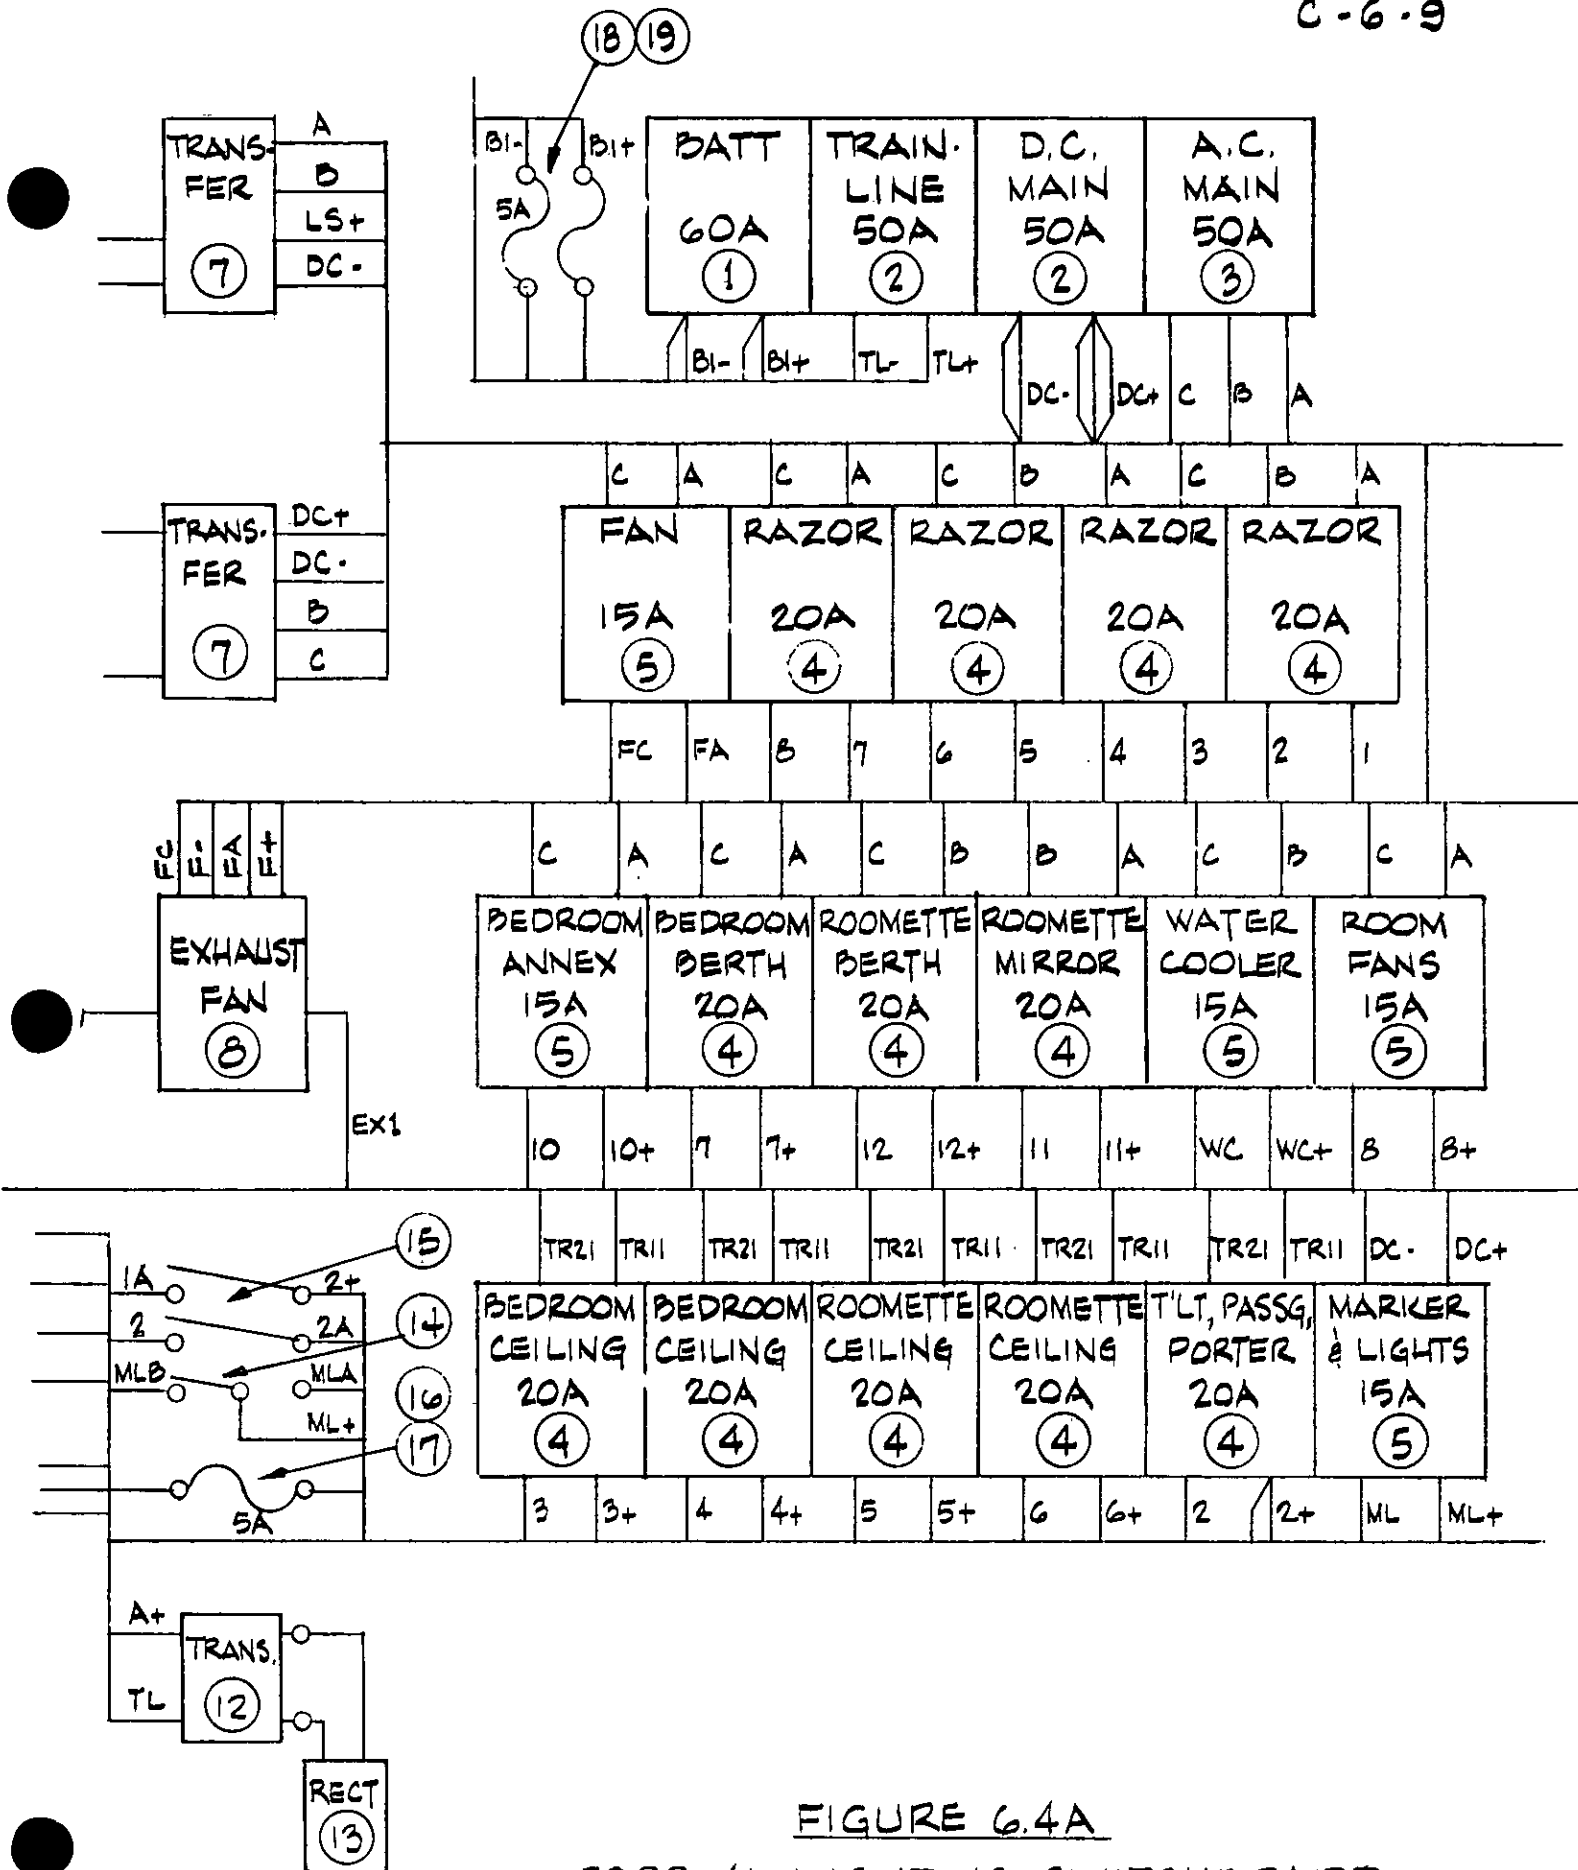 C-6-9
18 19
TRANS-
FER
7
A
B
LS+
DC-
B1-
B1+
5A
BATT
60A
1
TRAIN-
LINE
50A
2
D.C.
MAIN
50A
2
A.C.
MAIN
50A
3
B1- B1+ TL- TL+ DC- DC+ C B A
TRANS-
FER
7
DC+
DC-
B
C
C A C A C B A C B A
FAN
15A
5
RAZOR
20A
4
RAZOR
20A
4
RAZOR
20A
4
RAZOR
20A
4
FC FA 8 7 6 5 4 3 2 1
FC F- FA F+
EXHAUST
FAN
8
EX1
C A C A C B B A C B C A
BEDROOM
ANNEX
15A
5
BEDROOM
BERTH
20A
4
ROOMETTE
BERTH
20A
4
ROOMETTE
MIRROR
20A
4
WATER
COOLER
15A
5
ROOM
FANS
15A
5
10 10+ 7 7+ 12 12+ 11 11+ WC WC+ 8 8+
15
14
16
17
1A 2+
2 2A
MLB MLA
ML+
5A
TR21 TR11 TR21 TR11 TR21 TR11 TR21 TR11 TR21 TR11 DC- DC+
BEDROOM
CEILING
20A
4
BEDROOM
CEILING
20A
4
ROOMETTE
CEILING
20A
4
ROOMETTE
CEILING
20A
4
T'LT, PASSG,
PORTER
20A
4
MARKER
& LIGHTS
15A
5
3 3+ 4 4+ 5 5+ 6 6+ 2 2+ ML ML+
A+
TL
TRANS.
12
RECT
13
FIGURE 6.4A